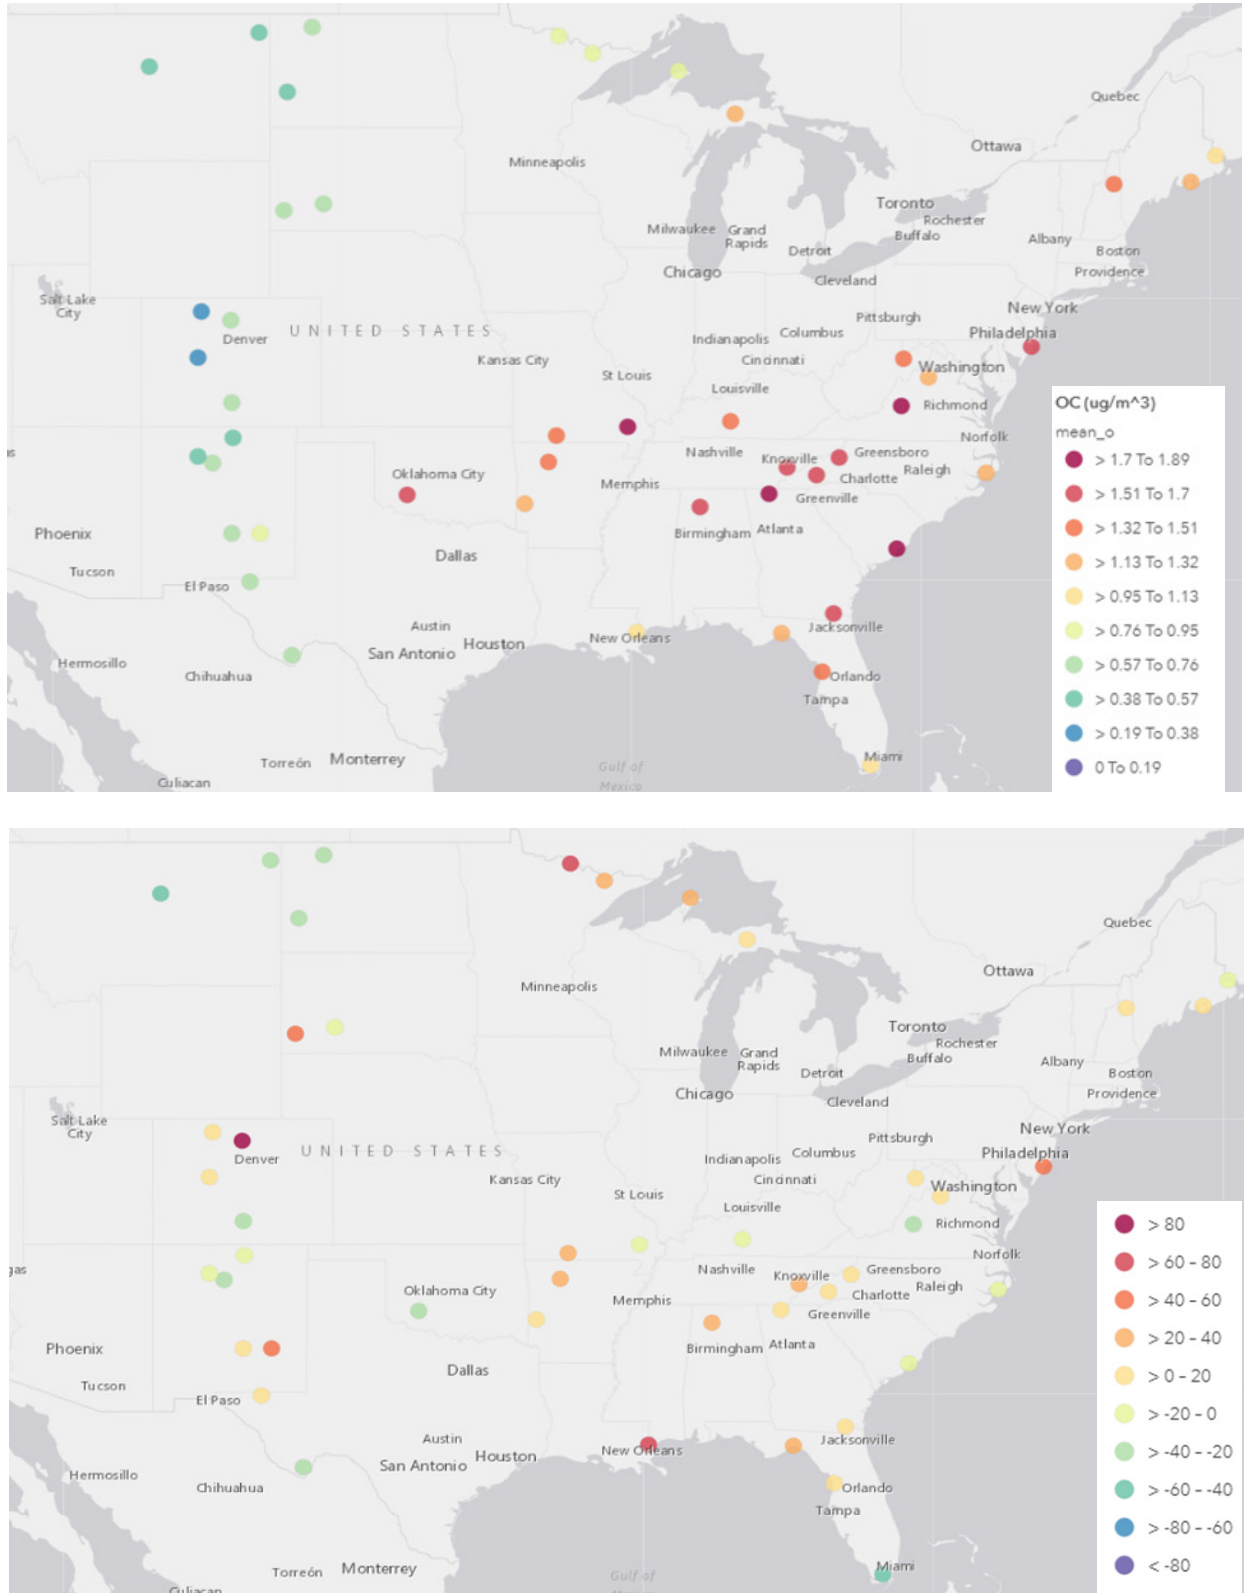 Quebec
Ottawa
Minneapolis
Toronto
Rochester
Milwaukee
Grand
Rapids
Buffalo
Albany
Detroit
Boston
Chicago
Cleveland
Providence
Salt Lake
City
New York
Pittsburgh
UNITED STATES
Denver
Indianapolis
Columbus
Philadelphia
Kansas City
Cincinnati
St Louis
Washington
Louisville
Richmond
Norfolk
Nashville
Knoxville
Greensboro
Raleigh
Oklahoma City
Memphis
Charlotte
Greenville
Phoenix
Birmingham
Atlanta
Dallas
Tucson
El Paso
Austin
Houston
New Orleans
Jacksonville
San Antonio
Hermosillo
Chihuahua
Orlando
Tampa
Torreón
Monterrey
Miami
Gulf of
Mexico
Culiacan
OC (ug/m^3)
mean_o
> 1.7 To 1.89
> 1.51 To 1.7
> 1.32 To 1.51
> 1.13 To 1.32
> 0.95 To 1.13
> 0.76 To 0.95
> 0.57 To 0.76
> 0.38 To 0.57
> 0.19 To 0.38
0 To 0.19
Quebec
Ottawa
Minneapolis
Toronto
Rochester
Milwaukee
Grand
Rapids
Buffalo
Albany
Detroit
Boston
Chicago
Cleveland
Providence
Salt Lake
City
New York
Pittsburgh
UNITED STATES
Denver
Indianapolis
Columbus
Philadelphia
Kansas City
Cincinnati
St Louis
Washington
Louisville
Richmond
Norfolk
gas
Nashville
Knoxville
Greensboro
Raleigh
Oklahoma City
Memphis
Charlotte
Greenville
Phoenix
Birmingham
Atlanta
Dallas
Tucson
El Paso
Austin
Houston
New Orleans
Jacksonville
San Antonio
Hermosillo
Chihuahua
Orlando
Tampa
Torreón
Monterrey
Miami
Gulf of
Culiacan
> 80
> 60 - 80
> 40 - 60
> 20 - 40
> 0 - 20
> -20 - 0
> -40 - -20
> -60 - -40
> -80 - -60
< -80